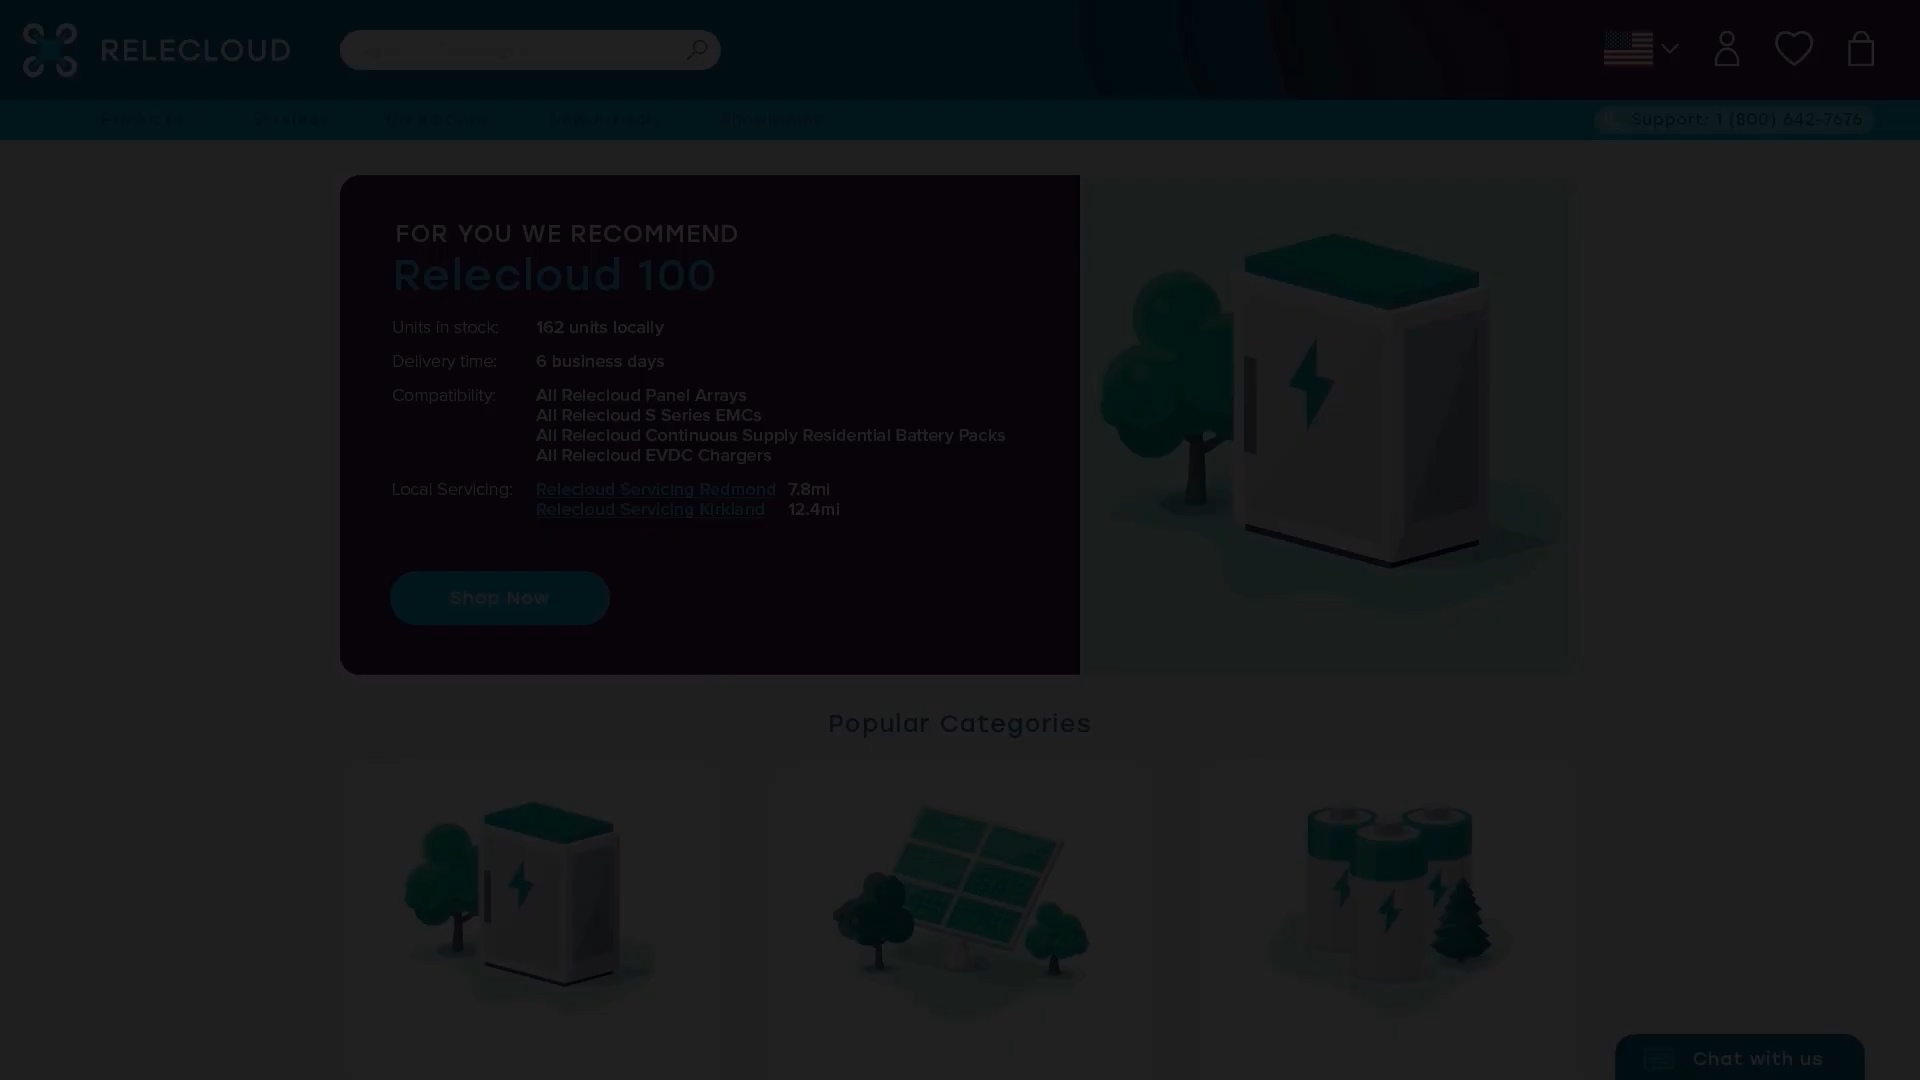 RELECLOUD
Support: 1 (800) 642-7676
FOR YOU WE RECOMMEND
Relecloud 100
Units in stock: 162 units locally
Delivery time: 6 business days
Compatibility: All Relecloud Panel Arrays
All Relecloud S Series EMCs
All Relecloud Continuous Supply Residential Battery Packs
All Relecloud EVDC Chargers
Local Servicing: Relecloud Servicing Redmond 7.8mi
Relecloud Servicing Kirkland 12.4mi
Shop Now
Popular Categories
Chat with us